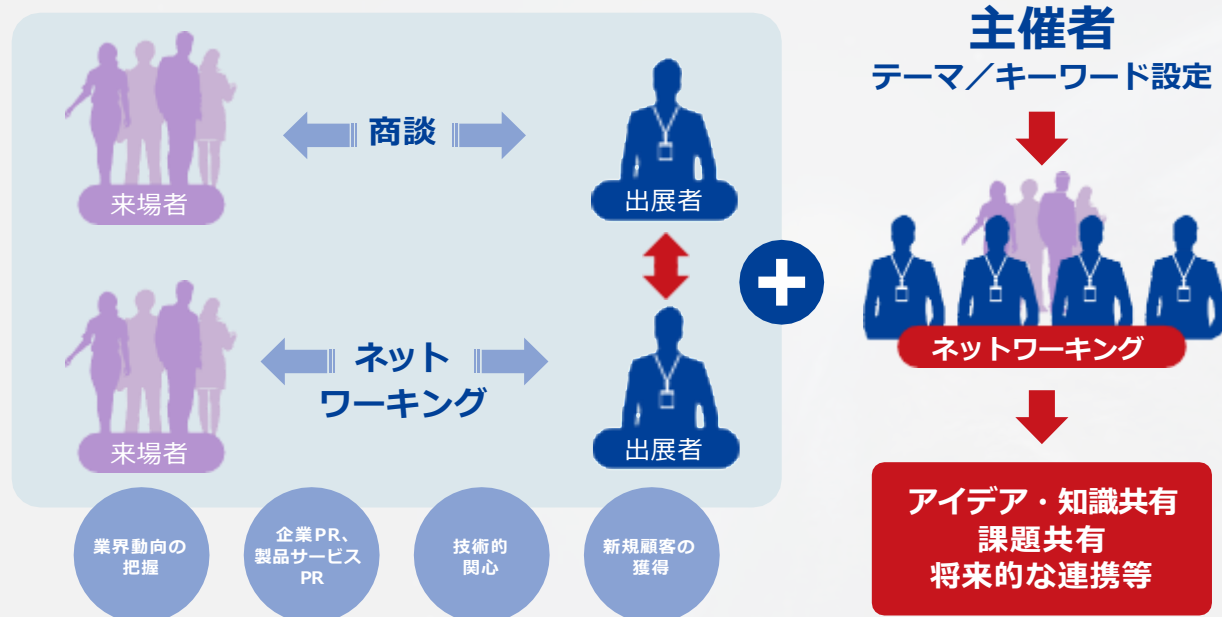 商談
来場者
出展者
ネット
ワーキング
来場者
出展者
業界動向の
把握
企業PR、
製品サービス
PR
技術的
関心
新規顧客の
獲得
主催者
テーマ／キーワード設定
ネットワーキング
アイデア・知識共有
課題共有
将来的な連携等